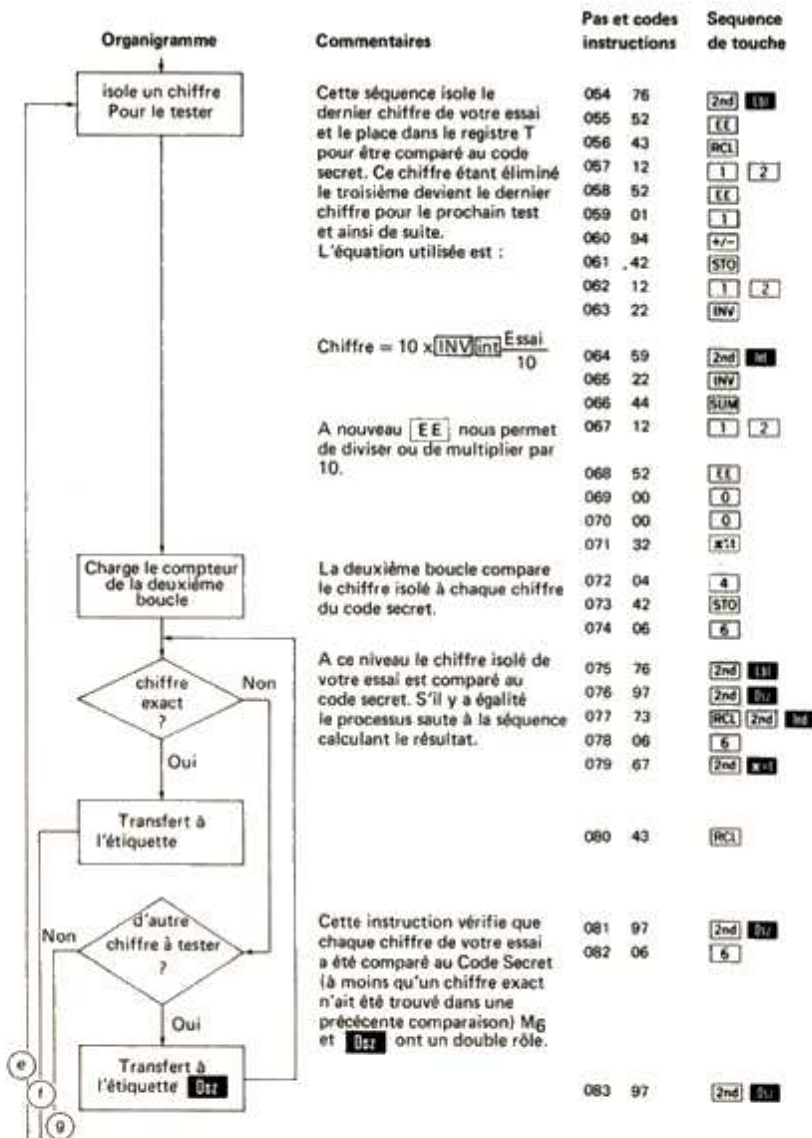 Organigramme
Commentaires
Pas et codes
instructions
Sequence
de touche
isole un chiffre
Pour le tester
Cette séquence isole le
dernier chiffre de votre essai
et le place dans le registre T
pour être comparé au code
secret. Ce chiffre étant éliminé
le troisième devient le dernier
chiffre pour le prochain test
et ainsi de suite.
L'équation utilisée est :
054 76 2nd Lbl
055 52 EE
056 43 RCL
057 12 1 2
058 52 EE
059 01 1
060 94 +/-
061 .42 STO
062 12 1 2
063 22 INV
Chiffre = 10 x INV int Essai
10
064 59 2nd Int
065 22 INV
066 44 SUM
067 12 1 2
A nouveau EE nous permet
de diviser ou de multiplier par
10.
068 52 EE
069 00 0
070 00 0
071 32 x:t
Charge le compteur
de la deuxième
boucle
La deuxième boucle compare
le chiffre isolé à chaque chiffre
du code secret.
072 04 4
073 42 STO
074 06 6
chiffre
exact
?
Non
Oui
A ce niveau le chiffre isolé de
votre essai est comparé au
code secret. S'il y a égalité
le processus saute à la séquence
calculant le résultat.
075 76 2nd Lbl
076 97 2nd Dsz
077 73 RCL 2nd Ind
078 06 6
079 67 2nd x=t
Transfert à
l'étiquette
080 43 RCL
d'autre
chiffre à tester
?
Non
Oui
Cette instruction vérifie que
chaque chiffre de votre essai
a été comparé au Code Secret
(à moins qu'un chiffre exact
n'ait été trouvé dans une
précécente comparaison) M6
et Dsz ont un double rôle.
081 97 2nd Dsz
082 06 6
Transfert à
l'étiquette Dsz
083 97 2nd Dsz
e
f
g